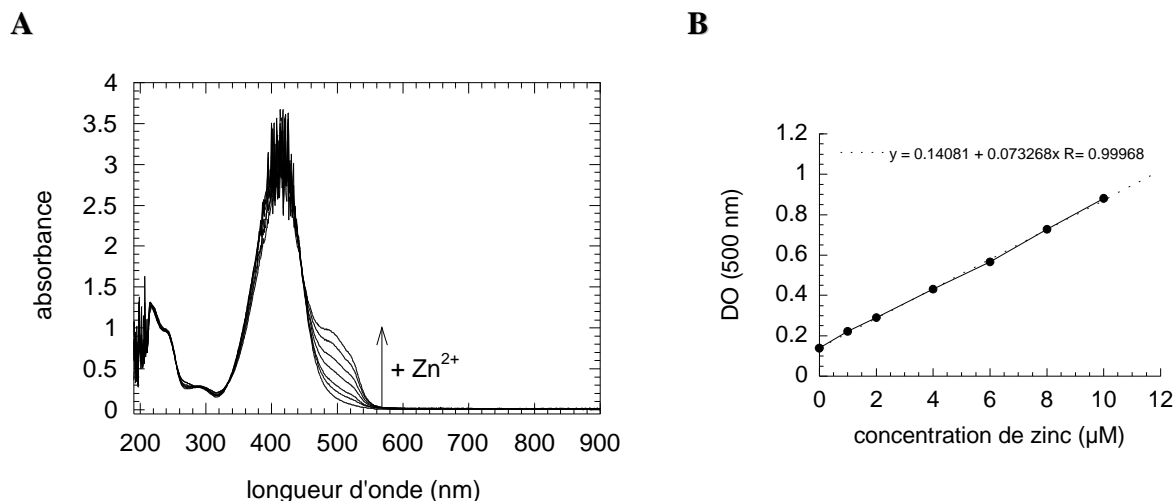 A
absorbance
4
3.5
3
2.5
2
1.5
1
0.5
0
+ Zn2+
200 300 400 500 600 700 800 900
longueur d'onde (nm)
B
DO (500 nm)
1.2
1
0.8
0.6
0.4
0.2
0
y = 0.14081 + 0.073268x R= 0.99968
0 2 4 6 8 10 12
concentration de zinc (µM)